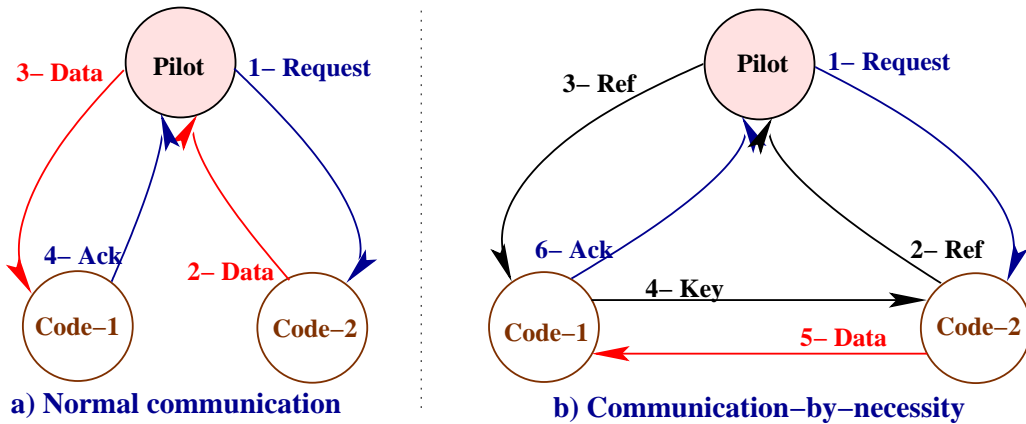 Pilot
3– Data
1– Request
4– Ack
2– Data
Code–1
Code–2
a) Normal communication
Pilot
1– Request
3– Ref
6– Ack
2– Ref
4– Key
Code–1
Code–2
5– Data
b) Communication–by–necessity